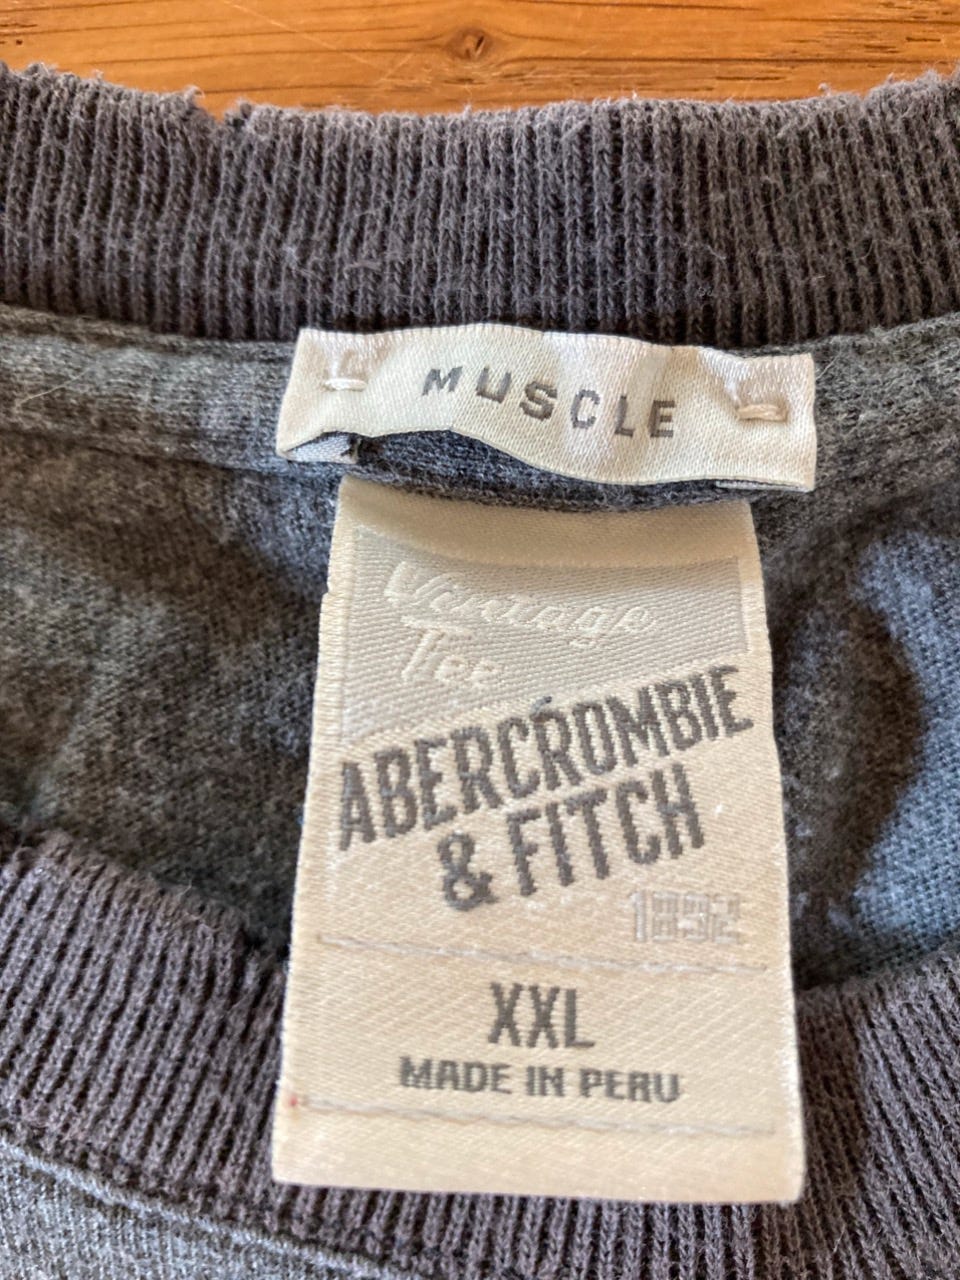 MUSCLE
Vintage
Tee
ABERCROMBIE
& FITCH
1892
XXL
MADE IN PERU